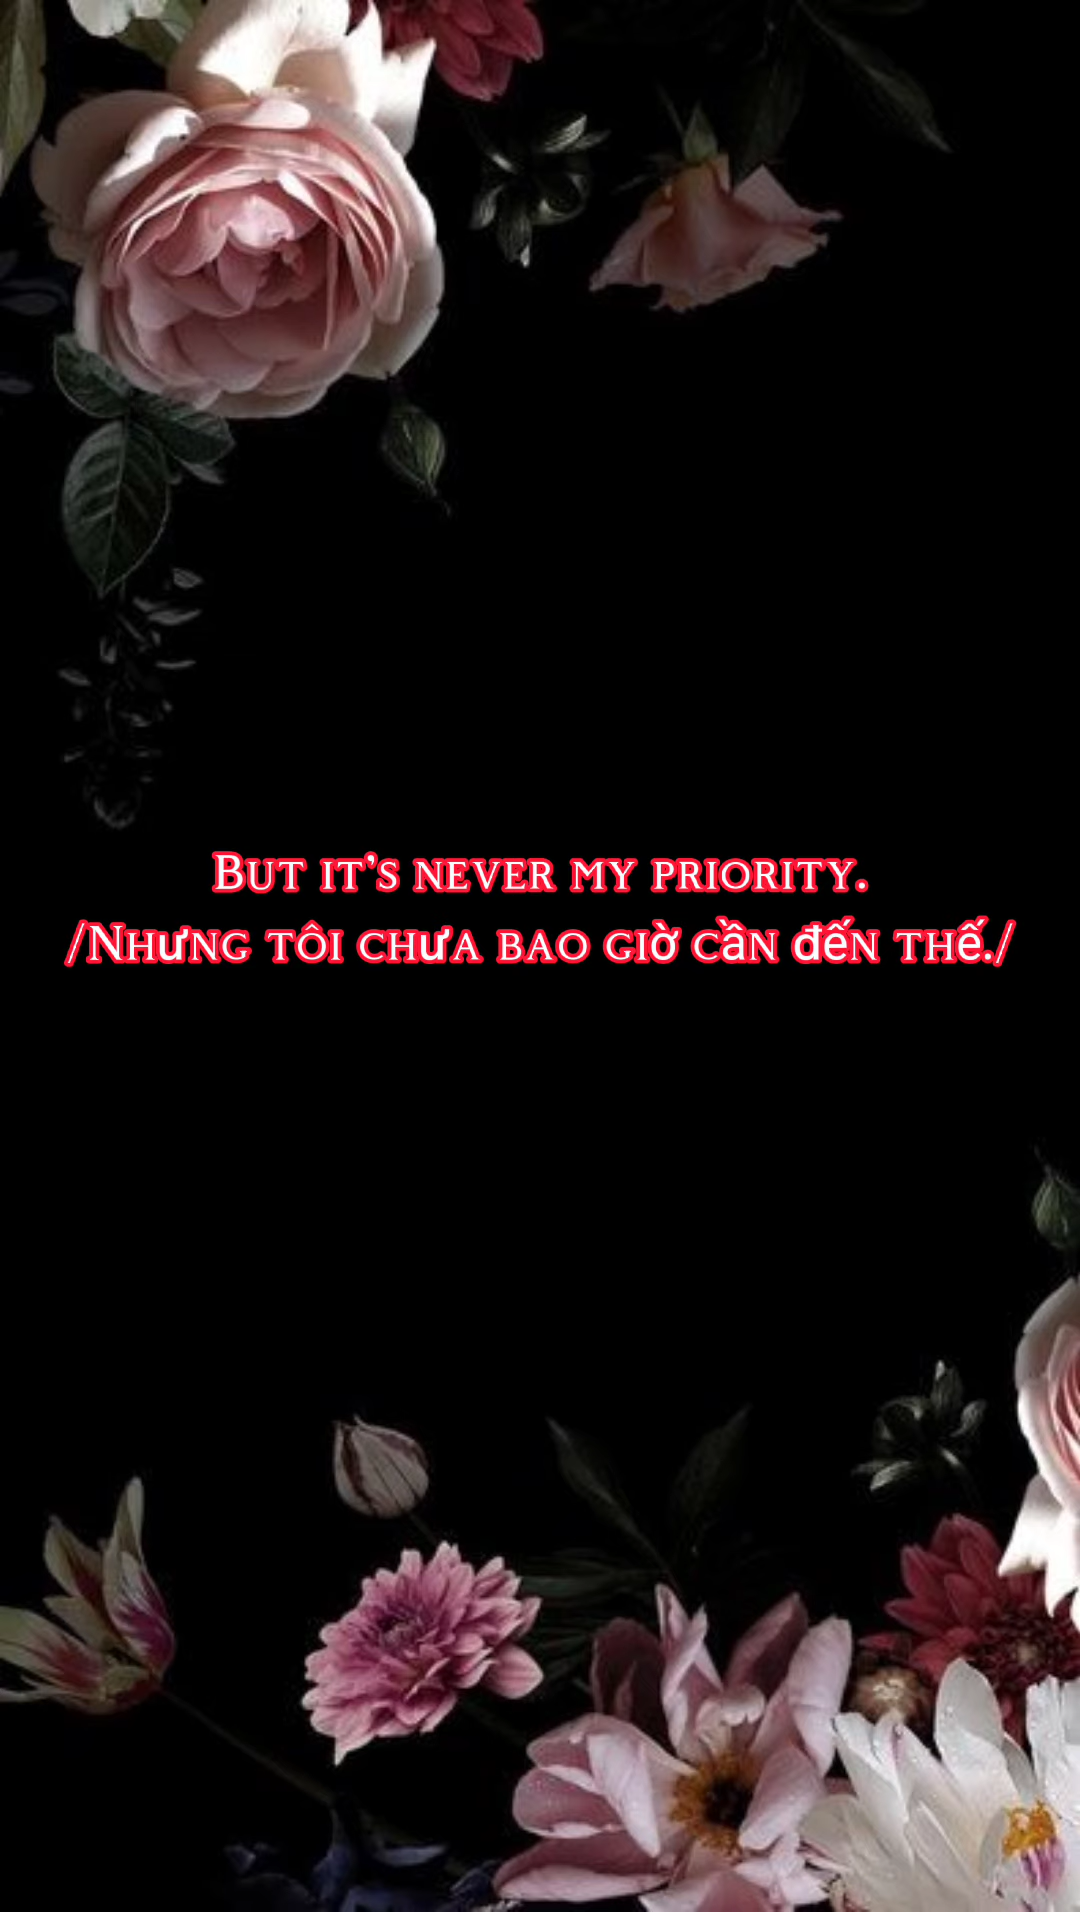 But it's never my priority.
/Nhưng tôi chưa bao giờ cần đến thế./